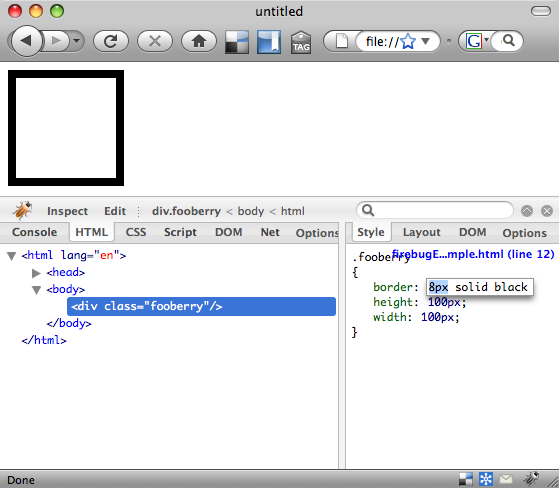 untitled
TAG
file://
G
Inspect Edit div.fooberry < body < html
Console HTML CSS Script DOM Net Options
Style Layout DOM Options
<html lang="en">
<head>
<body>
<div class="fooberry"/>
</body>
</html>
firebugE...mple.html (line 12)
.fooberry
{
border: 8px solid black
height: 100px;
width: 100px;
}
Done